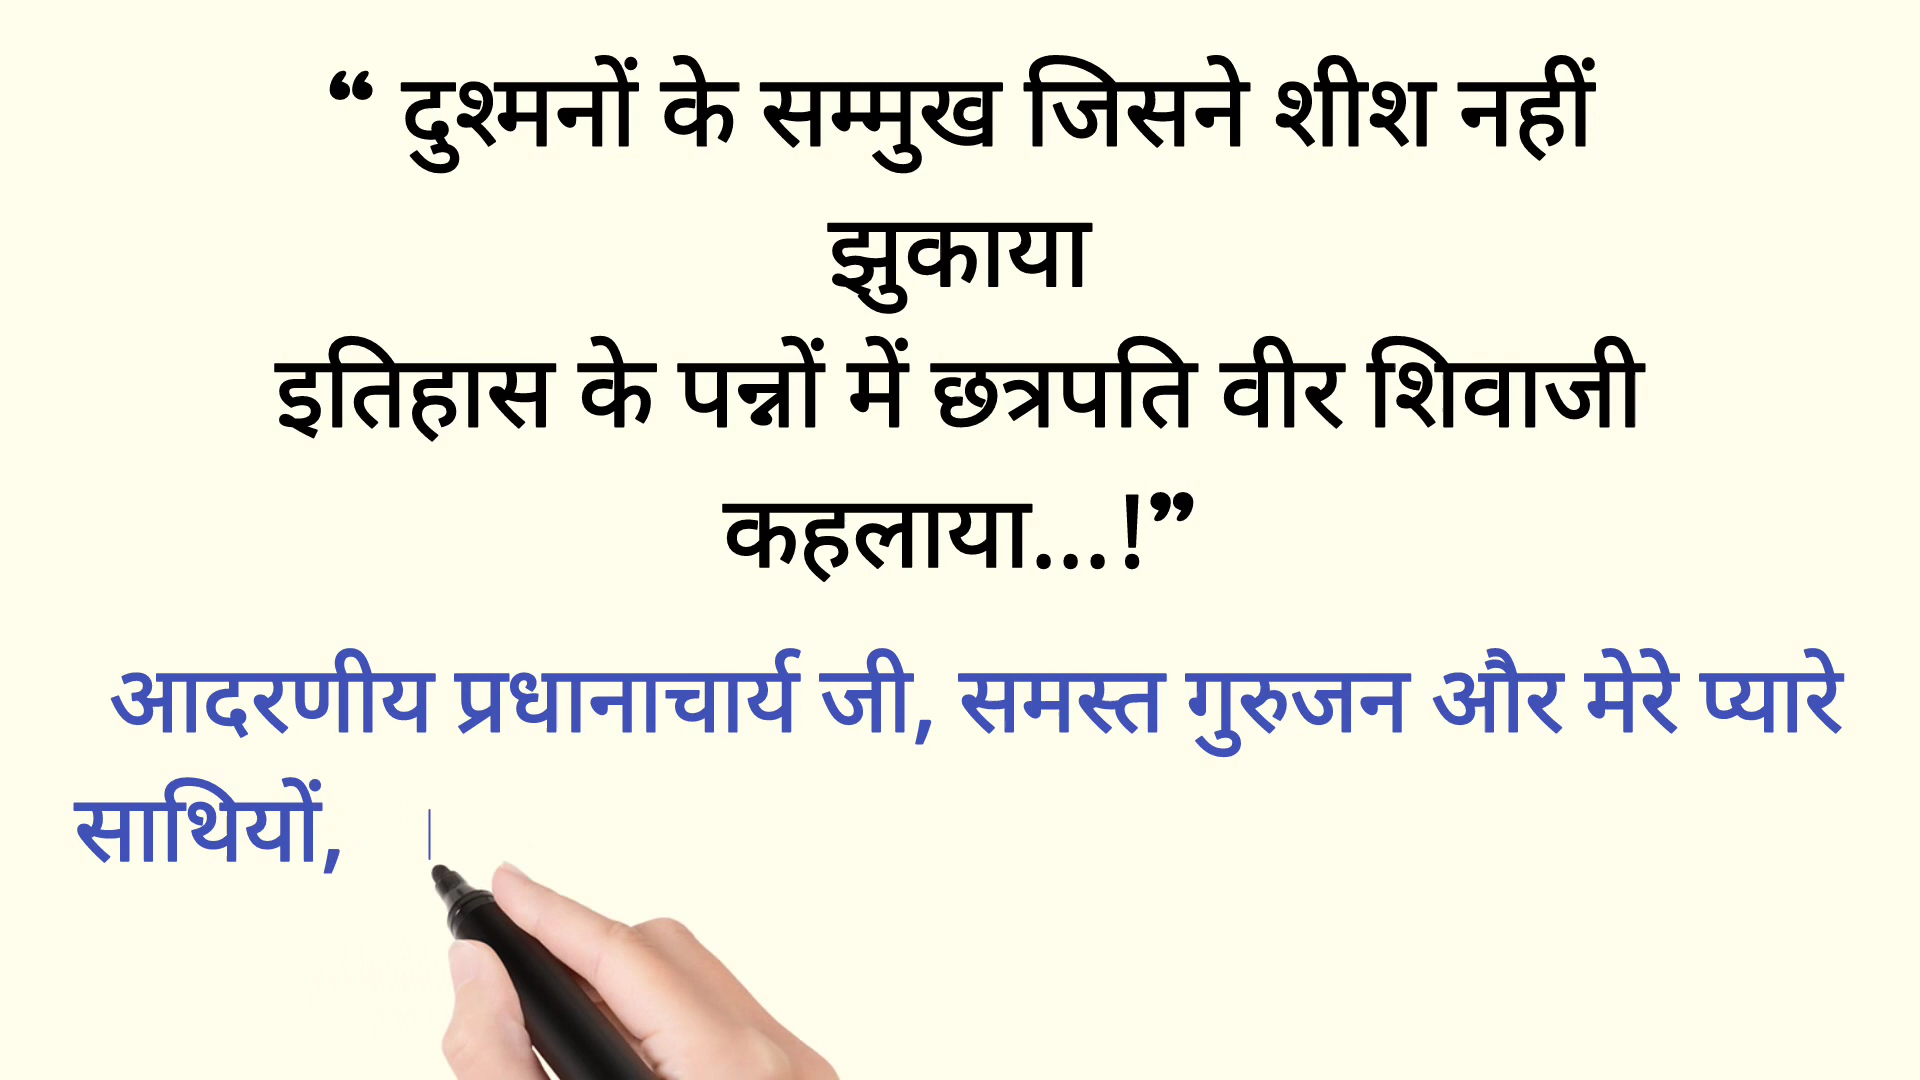 “ दुश्मनों के सम्मुख जिसने शीश नहीं
झुकाया
इतिहास के पन्नों में छत्रपति वीर शिवाजी
कहलाया...!”
आदरणीय प्रधानाचार्य जी, समस्त गुरुजन और मेरे प्यारे
साथियों,